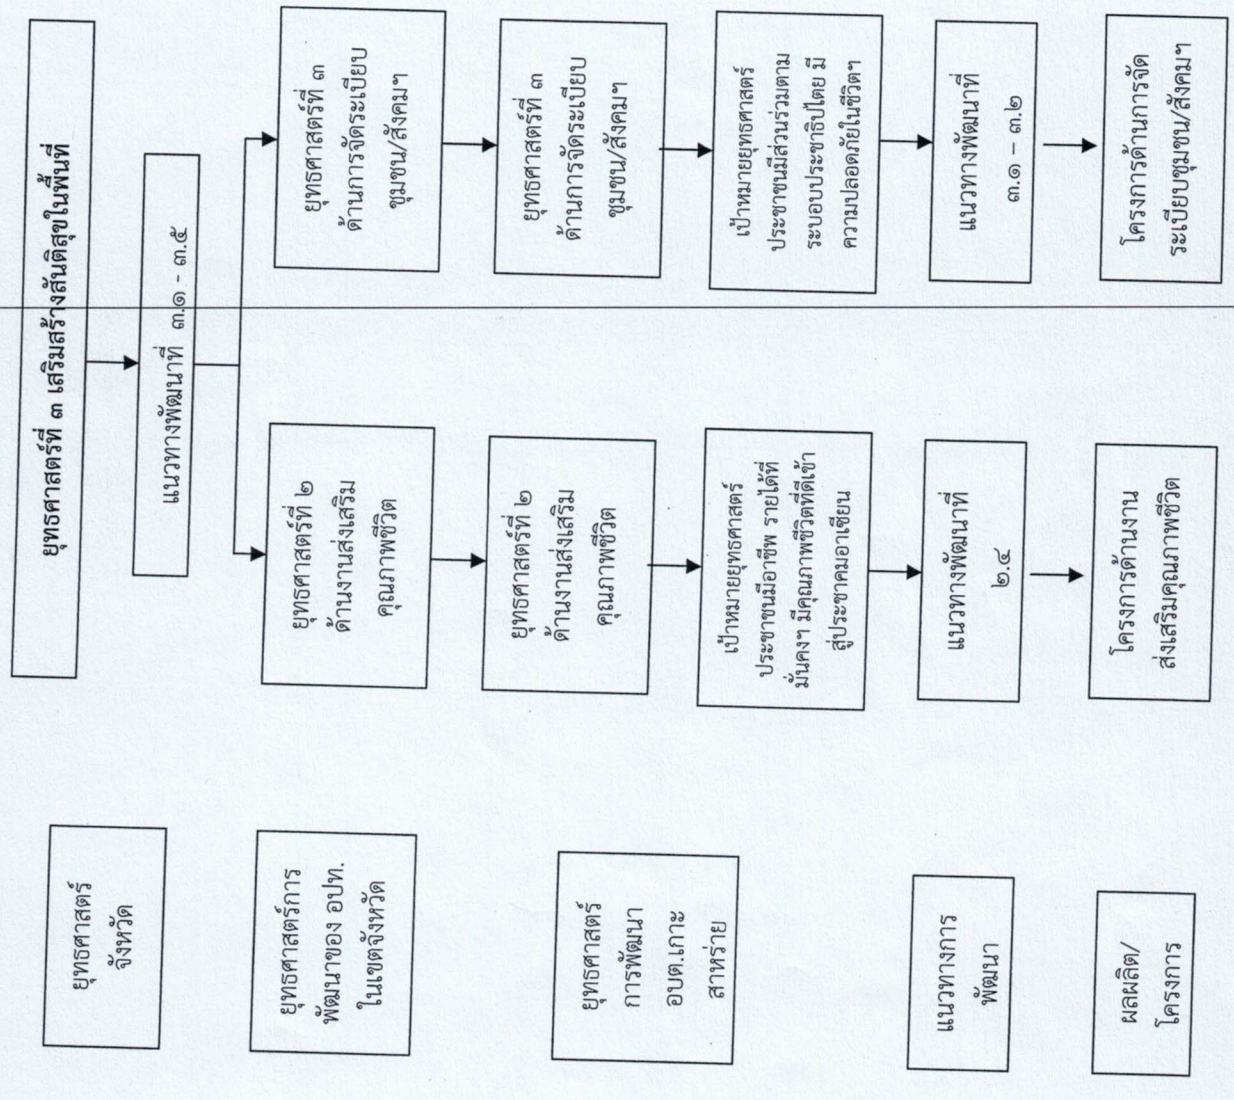 ยุทธศาสตร์
จังหวัด
ยุทธศาสตร์ที่ ๓ เสริมสร้างสันติสุขในพื้นที่
แนวทางพัฒนาที่ ๓.๑ - ๓.๕
ยุทธศาสตร์การ
พัฒนาของ อปท.
ในเขตจังหวัด
ยุทธศาสตร์ที่ ๒
ด้านงานส่งเสริม
คุณภาพชีวิต
ยุทธศาสตร์ที่ ๓
ด้านการจัดระเบียบ
ชุมชน/สังคมฯ
ยุทธศาสตร์
การพัฒนา
อบต.เกาะ
สาหร่าย
ยุทธศาสตร์ที่ ๒
ด้านงานส่งเสริม
คุณภาพชีวิต
ยุทธศาสตร์ที่ ๓
ด้านการจัดระเบียบ
ชุมชน/สังคมฯ
เป้าหมายยุทธศาสตร์
ประชาชนมีอาชีพ รายได้ที่
มั่นคงฯ มีคุณภาพชีวิตที่ดีเข้า
สู่ประชาคมอาเซียน
เป้าหมายยุทธศาสตร์
ประชาชนมีส่วนร่วมตาม
ระบอบประชาธิปไตย มี
ความปลอดภัยในชีวิตฯ
แนวทางการ
พัฒนา
แนวทางพัฒนาที่
๒.๔
แนวทางพัฒนาที่
๓.๑ - ๓.๒
ผลผลิต/
โครงการ
โครงการด้านงาน
ส่งเสริมคุณภาพชีวิต
โครงการด้านการจัด
ระเบียบชุมชน/สังคมฯ